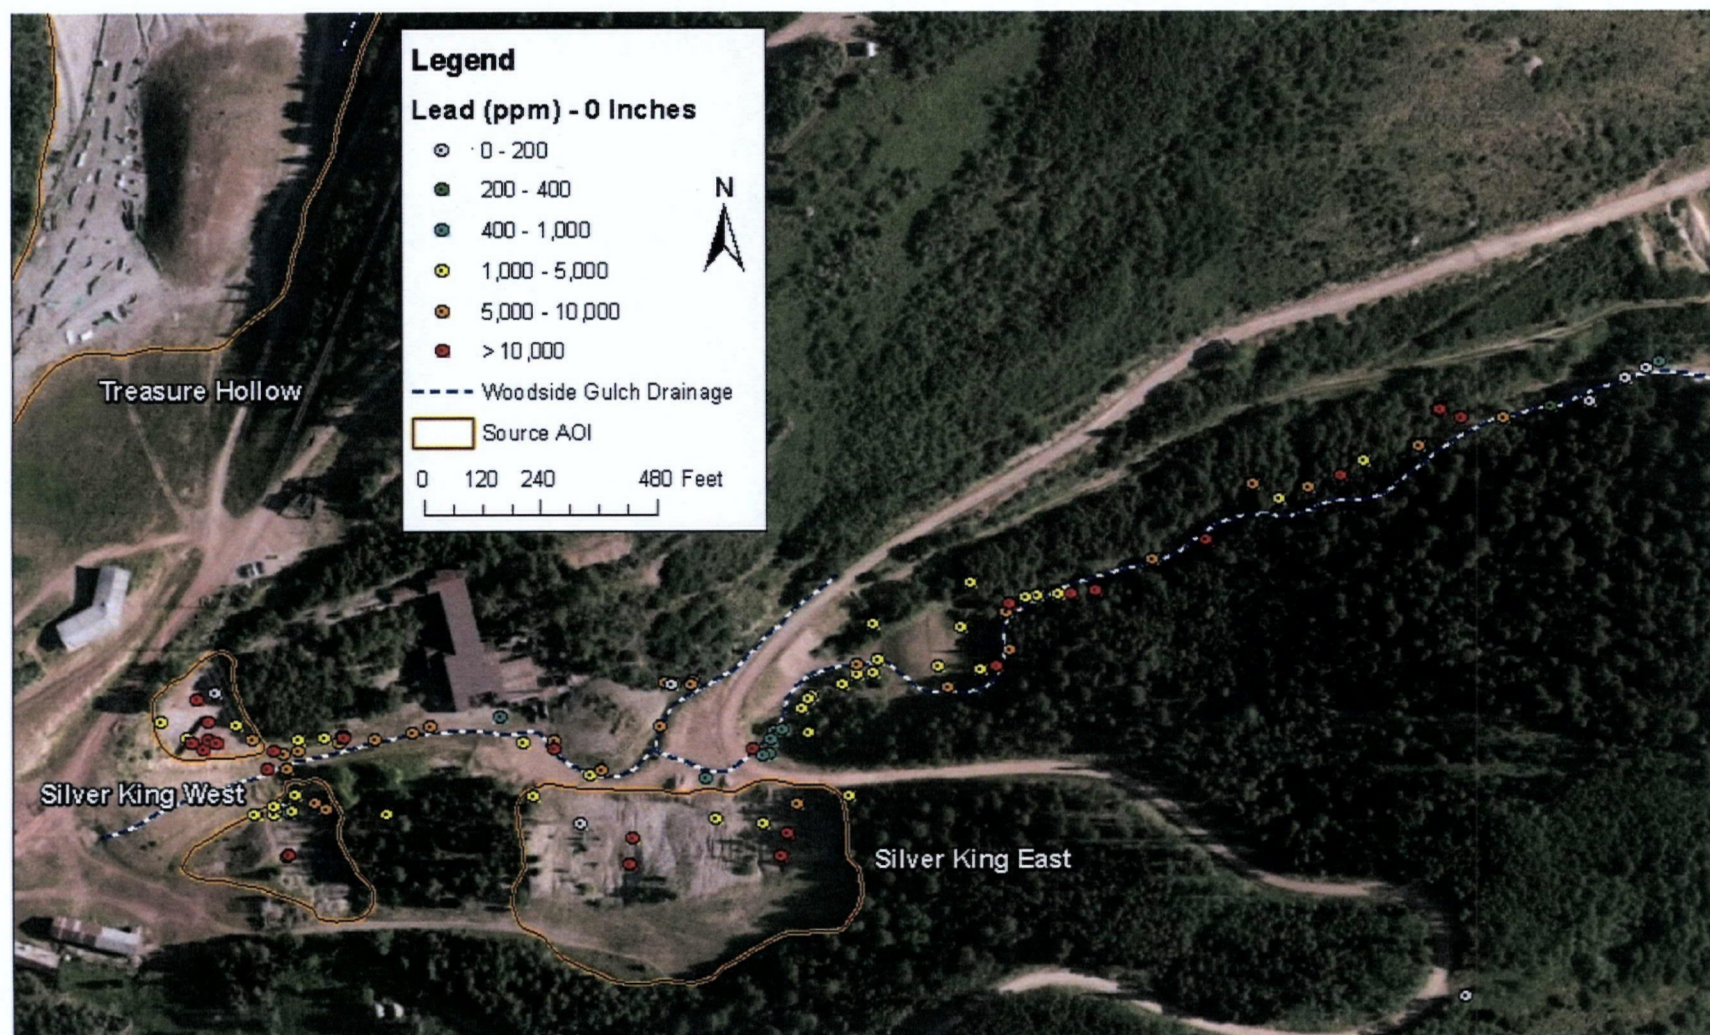 Legend
Lead (ppm) - 0 Inches
0 - 200
200 - 400
400 - 1,000
1,000 - 5,000
5,000 - 10,000
> 10,000
N
Woodside Gulch Drainage
Source AOI
0 120 240 480 Feet
Treasure Hollow
Silver King West
Silver King East